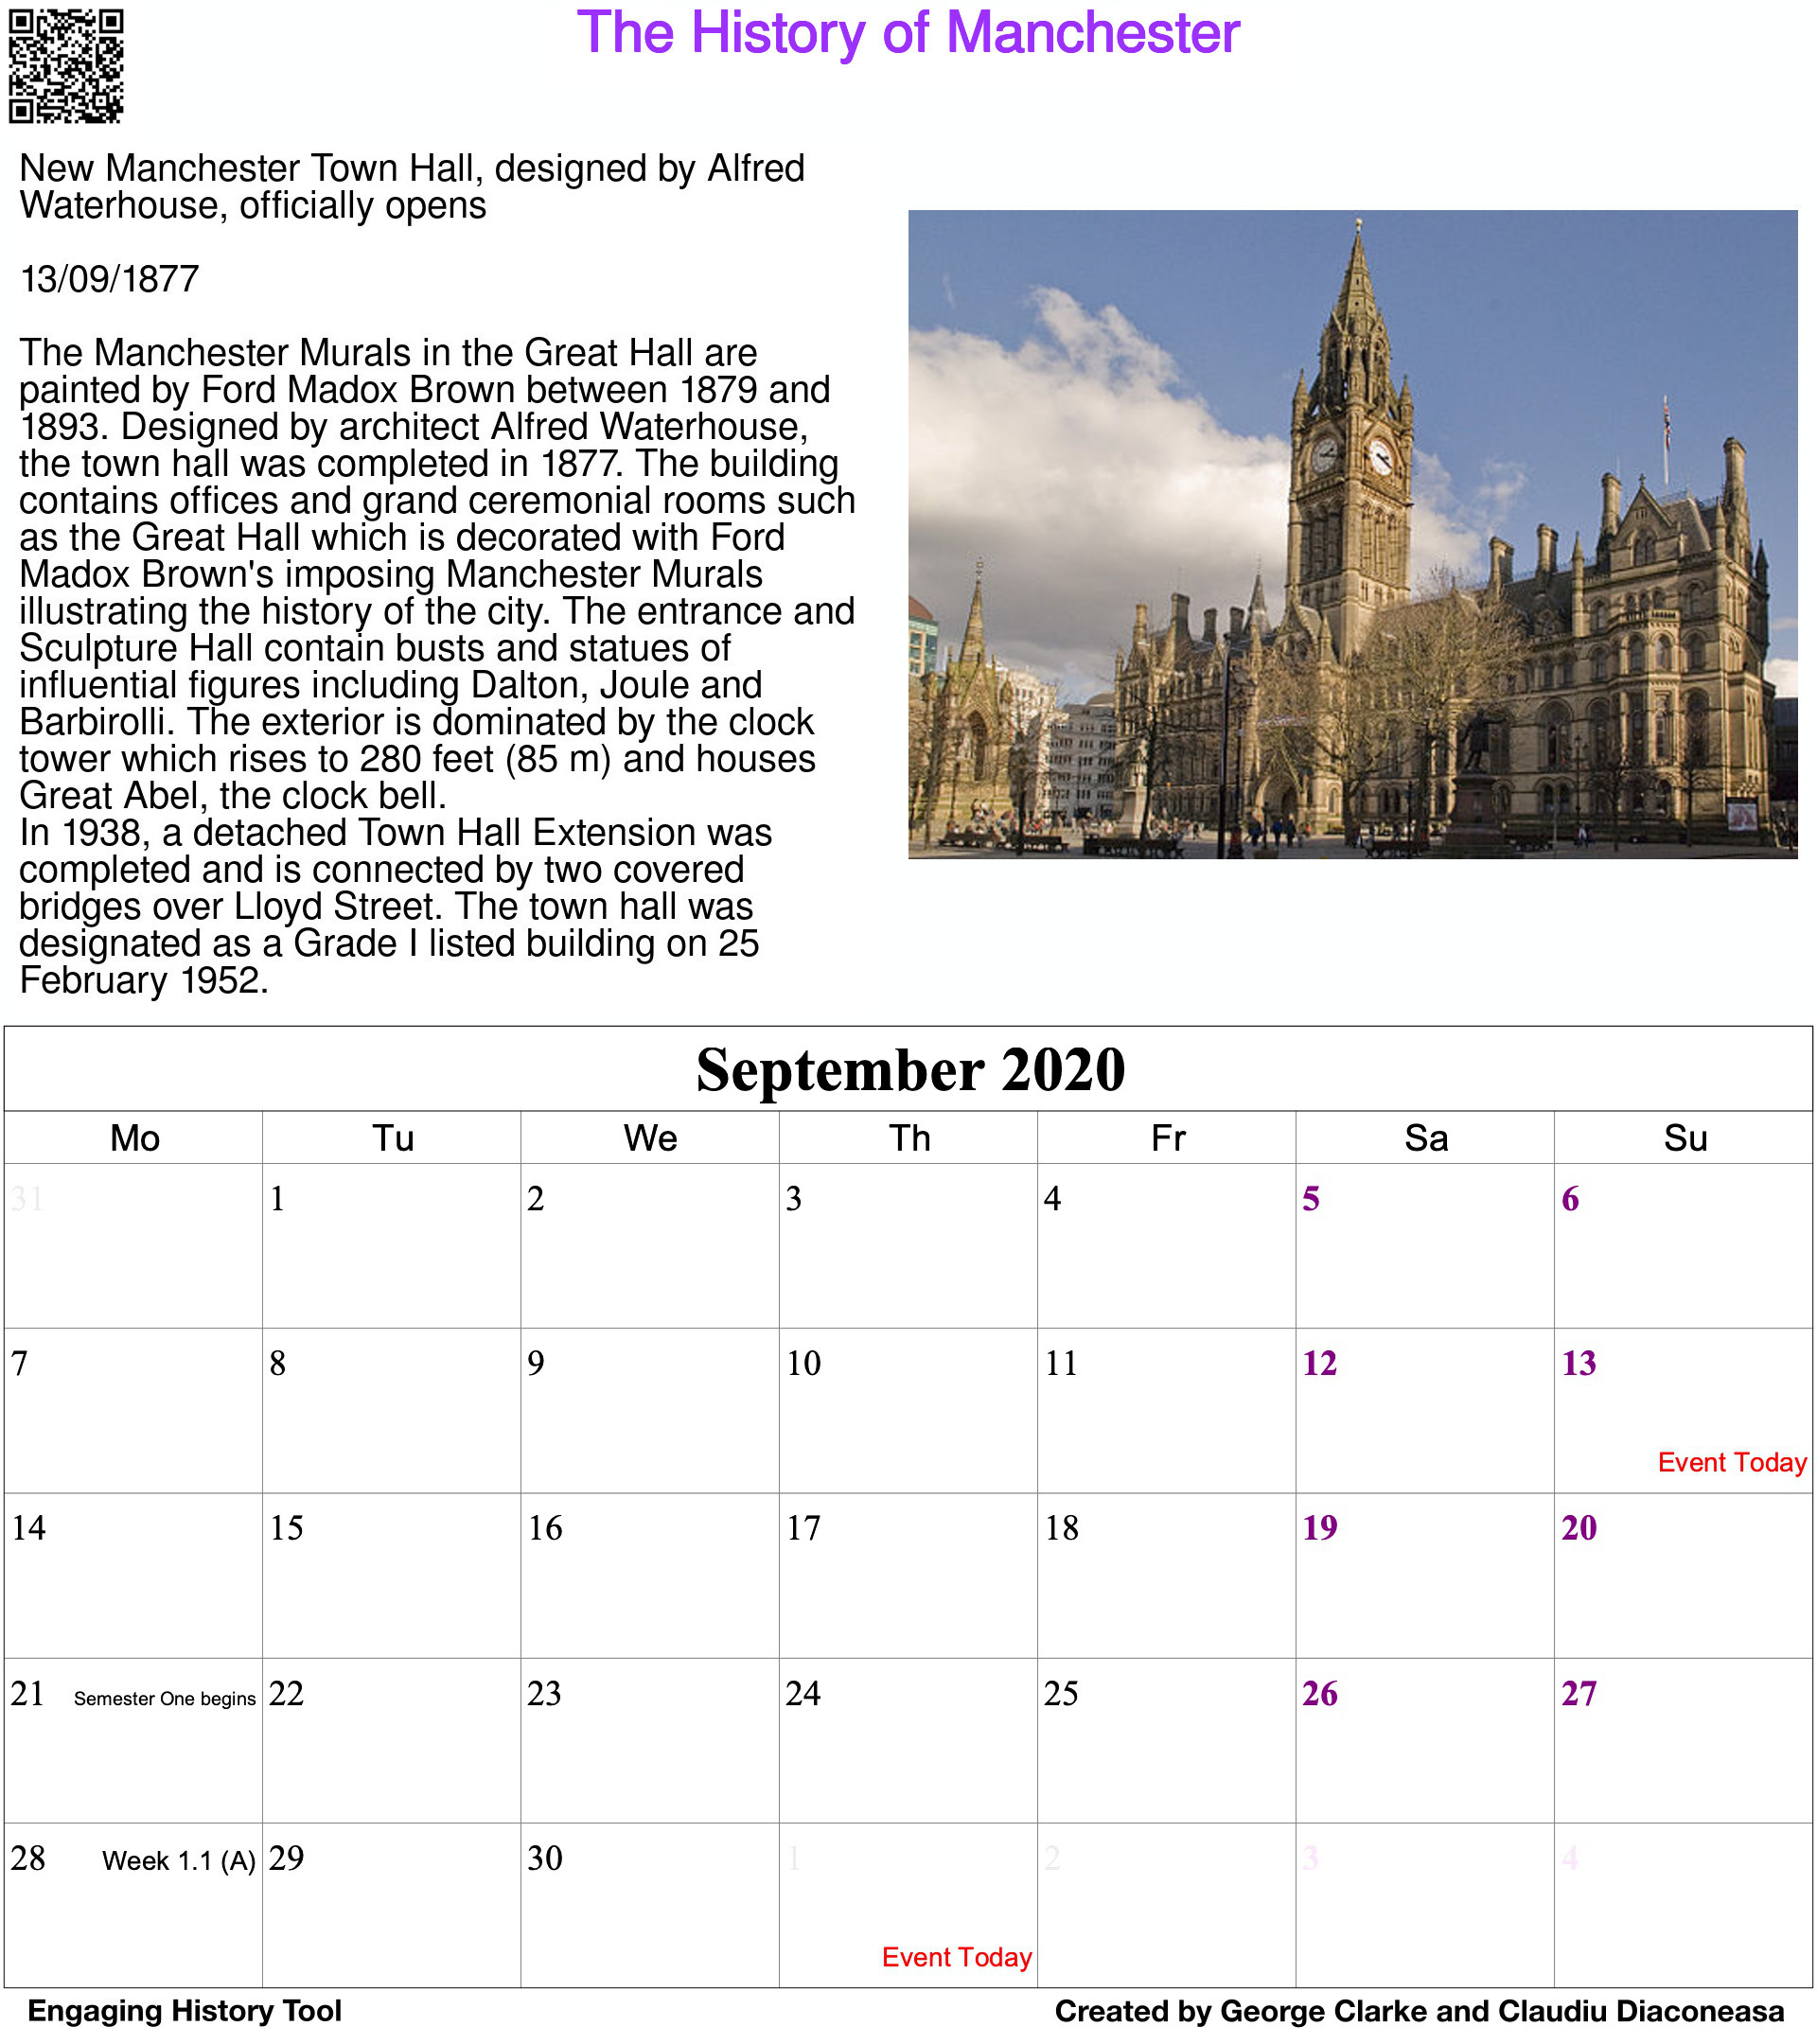 The History of Manchester
New Manchester Town Hall, designed by Alfred
Waterhouse, officially opens
13/09/1877
The Manchester Murals in the Great Hall are
painted by Ford Madox Brown between 1879 and
1893. Designed by architect Alfred Waterhouse,
the town hall was completed in 1877. The building
contains offices and grand ceremonial rooms such
as the Great Hall which is decorated with Ford
Madox Brown's imposing Manchester Murals
illustrating the history of the city. The entrance and
Sculpture Hall contain busts and statues of
influential figures including Dalton, Joule and
Barbirolli. The exterior is dominated by the clock
tower which rises to 280 feet (85 m) and houses
Great Abel, the clock bell.
In 1938, a detached Town Hall Extension was
completed and is connected by two covered
bridges over Lloyd Street. The town hall was
designated as a Grade I listed building on 25
February 1952.
September 2020
Mo Tu We Th Fr Sa Su
31 1 2 3 4 5 6
7 8 9 10 11 12 13
Event Today
14 15 16 17 18 19 20
21 Semester One begins 22 23 24 25 26 27
28 Week 1.1 (A) 29 30 1 2 3 4
Event Today
Engaging History Tool Created by George Clarke and Claudiu Diaconeasa